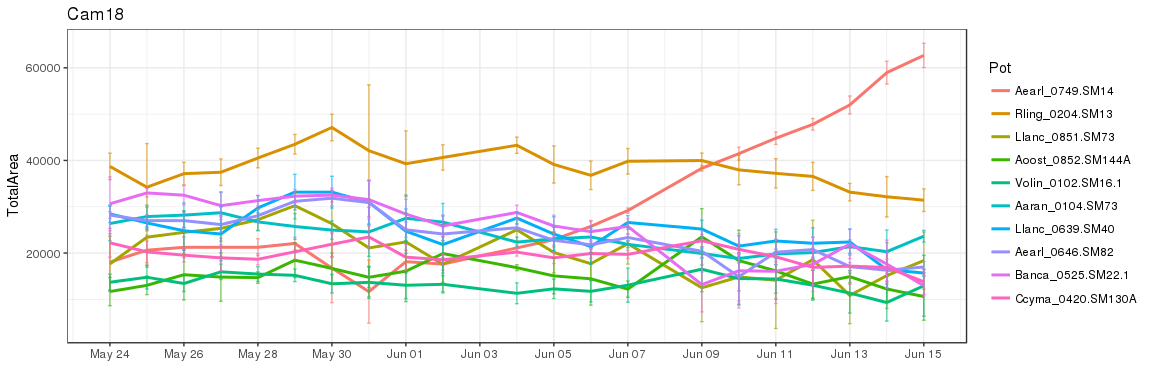 Cam18
TotalArea
60000
40000
20000
May 24 May 26 May 28 May 30 Jun 01 Jun 03 Jun 05 Jun 07 Jun 09 Jun 11 Jun 13 Jun 15
Pot
Aearl_0749.SM14
Rling_0204.SM13
Llanc_0851.SM73
Aoost_0852.SM144A
Volin_0102.SM16.1
Aaran_0104.SM73
Llanc_0639.SM40
Aearl_0646.SM82
Banca_0525.SM22.1
Ccyma_0420.SM130A